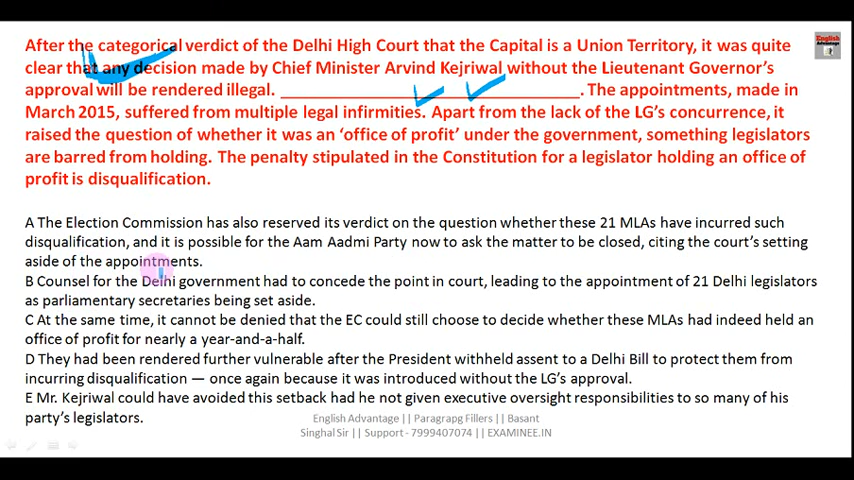 English
Advantage
After the categorical verdict of the Delhi High Court that the Capital is a Union Territory, it was quite
clear that any decision made by Chief Minister Arvind Kejriwal without the Lieutenant Governor's
approval will be rendered illegal. ______________________________________. The appointments, made in
March 2015, suffered from multiple legal infirmities. Apart from the lack of the LG's concurrence, it
raised the question of whether it was an ‘office of profit’ under the government, something legislators
are barred from holding. The penalty stipulated in the Constitution for a legislator holding an office of
profit is disqualification.
A The Election Commission has also reserved its verdict on the question whether these 21 MLAs have incurred such
disqualification, and it is possible for the Aam Aadmi Party now to ask the matter to be closed, citing the court's setting
aside of the appointments.
B Counsel for the Delhi government had to concede the point in court, leading to the appointment of 21 Delhi legislators
as parliamentary secretaries being set aside.
C At the same time, it cannot be denied that the EC could still choose to decide whether these MLAs had indeed held an
office of profit for nearly a year-and-a-half.
D They had been rendered further vulnerable after the President withheld assent to a Delhi Bill to protect them from
incurring disqualification — once again because it was introduced without the LG's approval.
E Mr. Kejriwal could have avoided this setback had he not given executive oversight responsibilities to so many of his
party's legislators.
English Advantage || Paragrapg Fillers || Basant
Singhal Sir || Support - 7999407074 || EXAMINEE.IN